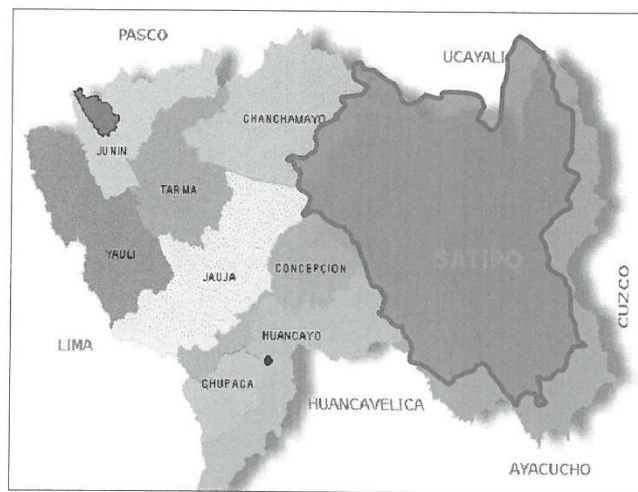 PASCO
UCAYALI
CHANCHAMAYO
JUNIN
TARMA
YAULI
JAUJA
CONCEPCION
SATIPO
CUZCO
LIMA
HUANCAYO
CHUPACA
HUANCAVELICA
AYACUCHO